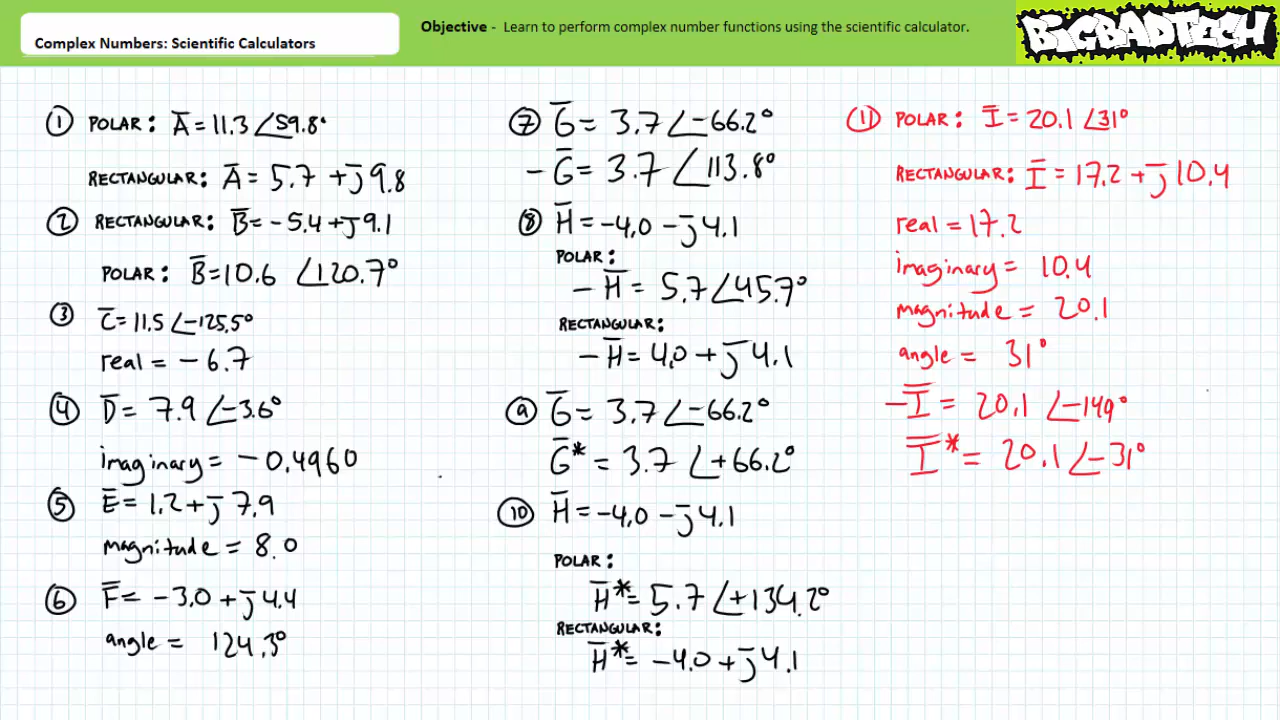 Complex Numbers: Scientific Calculators
Objective - Learn to perform complex number functions using the scientific calculator.
BIGBADTECH
① POLAR: A̅ = 11.3 ∠59.8°
RECTANGULAR: A̅ = 5.7 + j9.8
② RECTANGULAR: B̅ = -5.4 + j9.1
POLAR: B̅ = 10.6 ∠120.7°
③ C̅ = 11.5 ∠-125.5°
real = -6.7
④ D̅ = 7.9 ∠-3.6°
imaginary = -0.4960
⑤ E̅ = 1.2 + j7.9
magnitude = 8.0
⑥ F̅ = -3.0 + j4.4
angle = 124.3°
⑦ G̅ = 3.7 ∠-66.2°
-G̅ = 3.7 ∠113.8°
⑧ H̅ = -4.0 - j4.1
POLAR:
-H̅ = 5.7 ∠45.7°
RECTANGULAR:
-H̅ = 4.0 + j4.1
⑨ G̅ = 3.7 ∠-66.2°
G̅* = 3.7 ∠+66.2°
⑩ H̅ = -4.0 - j4.1
POLAR:
H̅* = 5.7 ∠+134.2°
RECTANGULAR:
H̅* = -4.0 + j4.1
⑪ POLAR: I̅ = 20.1 ∠31°
RECTANGULAR: I̅ = 17.2 + j10.4
real = 17.2
imaginary = 10.4
magnitude = 20.1
angle = 31°
-I̅ = 20.1 ∠-149°
I̅* = 20.1 ∠-31°